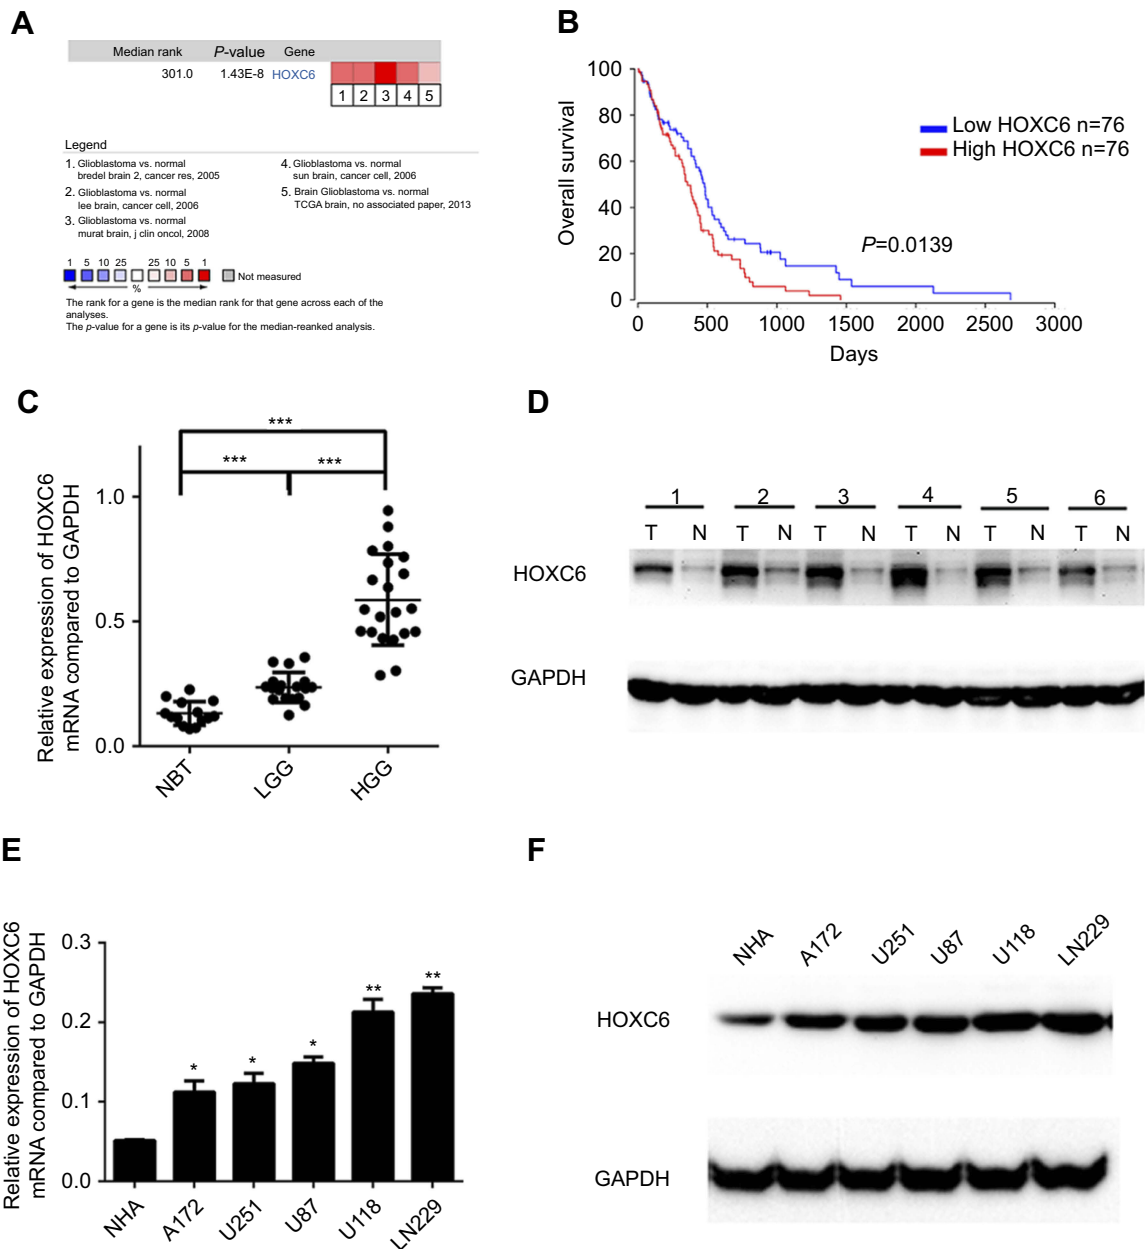 A
Median rank P-value Gene
301.0 1.43E-8 HOXC6
1 2 3 4 5
Legend
1. Glioblastoma vs. normal
bredel brain 2, cancer res, 2005
2. Glioblastoma vs. normal
lee brain, cancer cell, 2006
3. Glioblastoma vs. normal
murat brain, j clin oncol, 2008
4. Glioblastoma vs. normal
sun brain, cancer cell, 2006
5. Brain Glioblastoma vs. normal
TCGA brain, no associated paper, 2013
1 5 10 25 25 10 5 1
Not measured
%
The rank for a gene is the median rank for that gene across each of the
analyses.
The p-value for a gene is its p-value for the median-reanked analysis.
B
Overall survival
100
80
60
40
20
0
0 500 1000 1500 2000 2500 3000
Days
Low HOXC6 n=76
High HOXC6 n=76
P=0.0139
C
Relative expression of HOXC6
mRNA compared to GAPDH
1.0
0.5
0.0
***
*** ***
NBT LGG HGG
D
1 2 3 4 5 6
T N T N T N T N T N T N
HOXC6
GAPDH
E
Relative expression of HOXC6
mRNA compared to GAPDH
0.3
0.2
0.1
0.0
* * * ** **
NHA A172 U251 U87 U118 LN229
F
NHA A172 U251 U87 U118 LN229
HOXC6
GAPDH